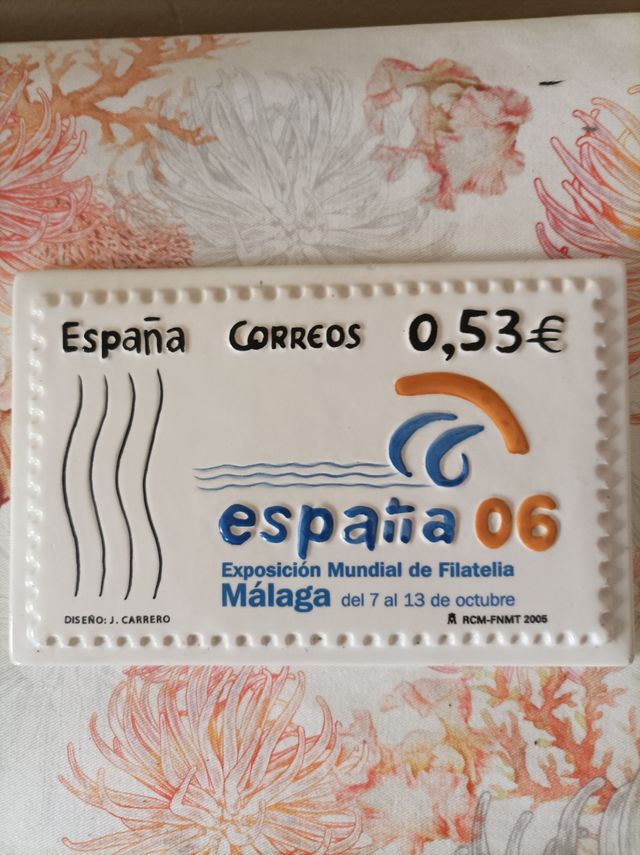 España CORREOS 0,53€
españa 06
Exposición Mundial de Filatelia
Málaga del 7 al 13 de octubre
DISEÑO: J. CARRERO RCM-FNMT 2005